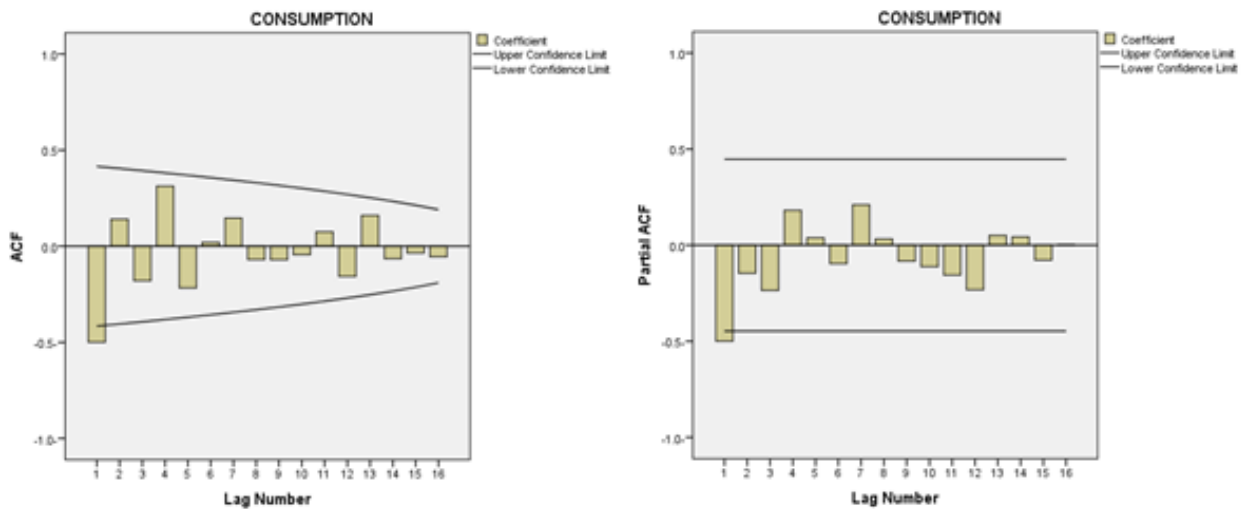 CONSUMPTION
Coefficient
Upper Confidence Limit
Lower Confidence Limit
1.0
0.5
0.0
-0.5
-1.0
ACF
1 2 3 4 5 6 7 8 9 10 11 12 13 14 15 16
Lag Number
CONSUMPTION
Coefficient
Upper Confidence Limit
Lower Confidence Limit
1.0
0.5
0.0
-0.5
-1.0
Partial ACF
1 2 3 4 5 6 7 8 9 10 11 12 13 14 15 16
Lag Number